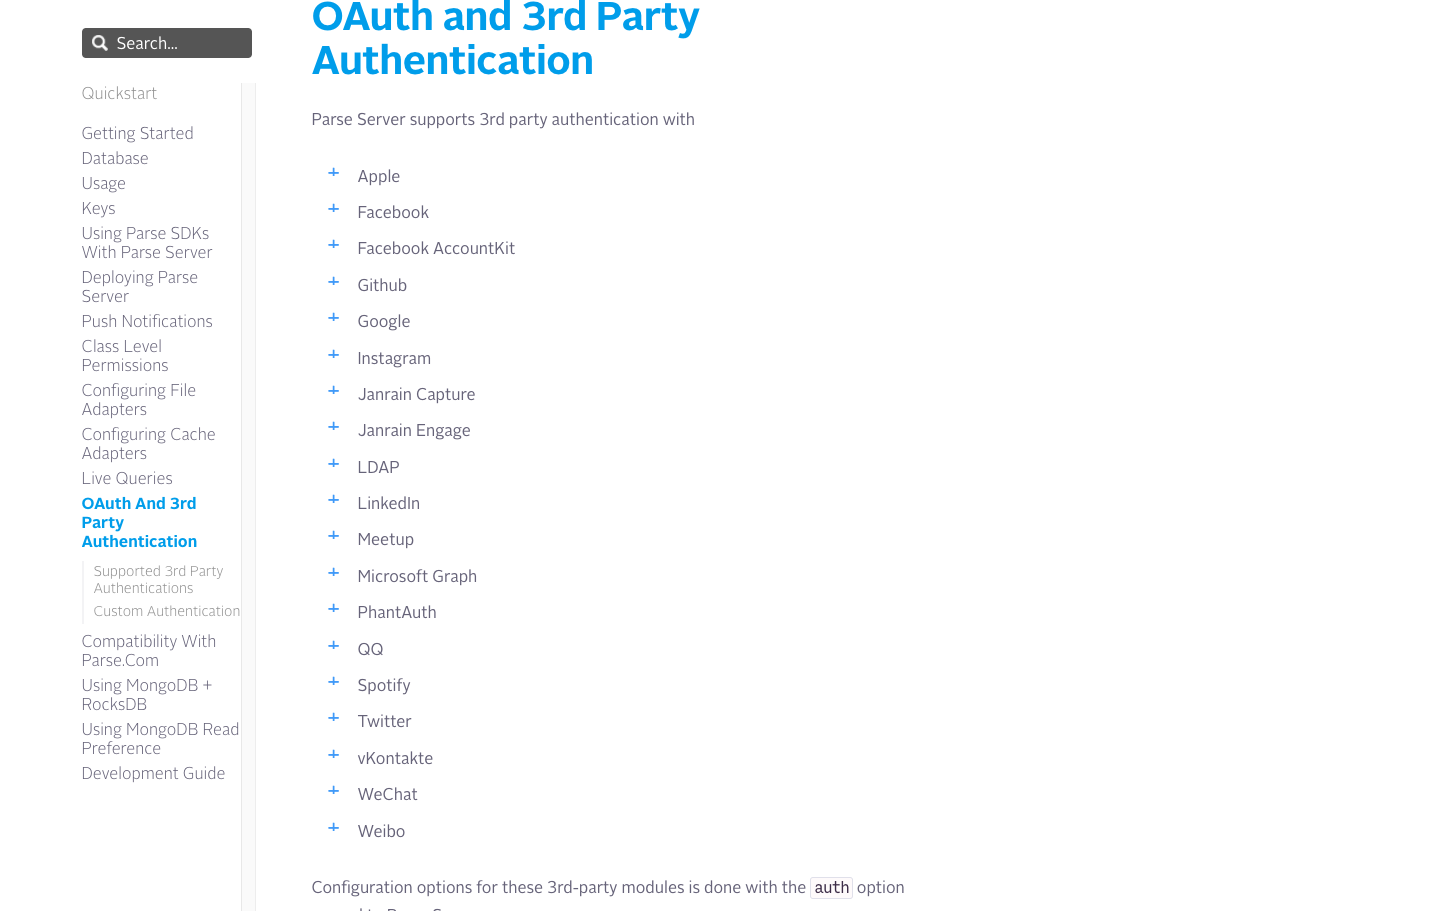 Search...
Quickstart
Getting Started
Database
Usage
Keys
Using Parse SDKs
With Parse Server
Deploying Parse
Server
Push Notifications
Class Level
Permissions
Configuring File
Adapters
Configuring Cache
Adapters
Live Queries
OAuth And 3rd
Party
Authentication
Supported 3rd Party
Authentications
Custom Authentication
Compatibility With
Parse.Com
Using MongoDB +
RocksDB
Using MongoDB Read
Preference
Development Guide
OAuth and 3rd Party
Authentication
Parse Server supports 3rd party authentication with
Apple
Facebook
Facebook AccountKit
Github
Google
Instagram
Janrain Capture
Janrain Engage
LDAP
LinkedIn
Meetup
Microsoft Graph
PhantAuth
QQ
Spotify
Twitter
vKontakte
WeChat
Weibo
Configuration options for these 3rd-party modules is done with the auth option